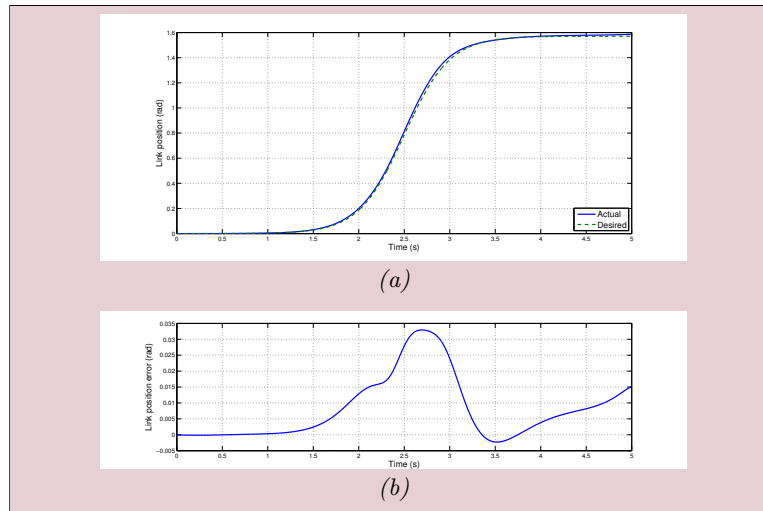 1.6
1.4
1.2
1
0.8
0.6
0.4
0.2
0
Link position (rad)
0 0.5 1 1.5 2 2.5 3 3.5 4 4.5 5
Time (s)
Actual
Desired
(a)
0.035
0.03
0.025
0.02
0.015
0.01
0.005
0
−0.005
Link position error (rad)
0 0.5 1 1.5 2 2.5 3 3.5 4 4.5 5
Time (s)
(b)